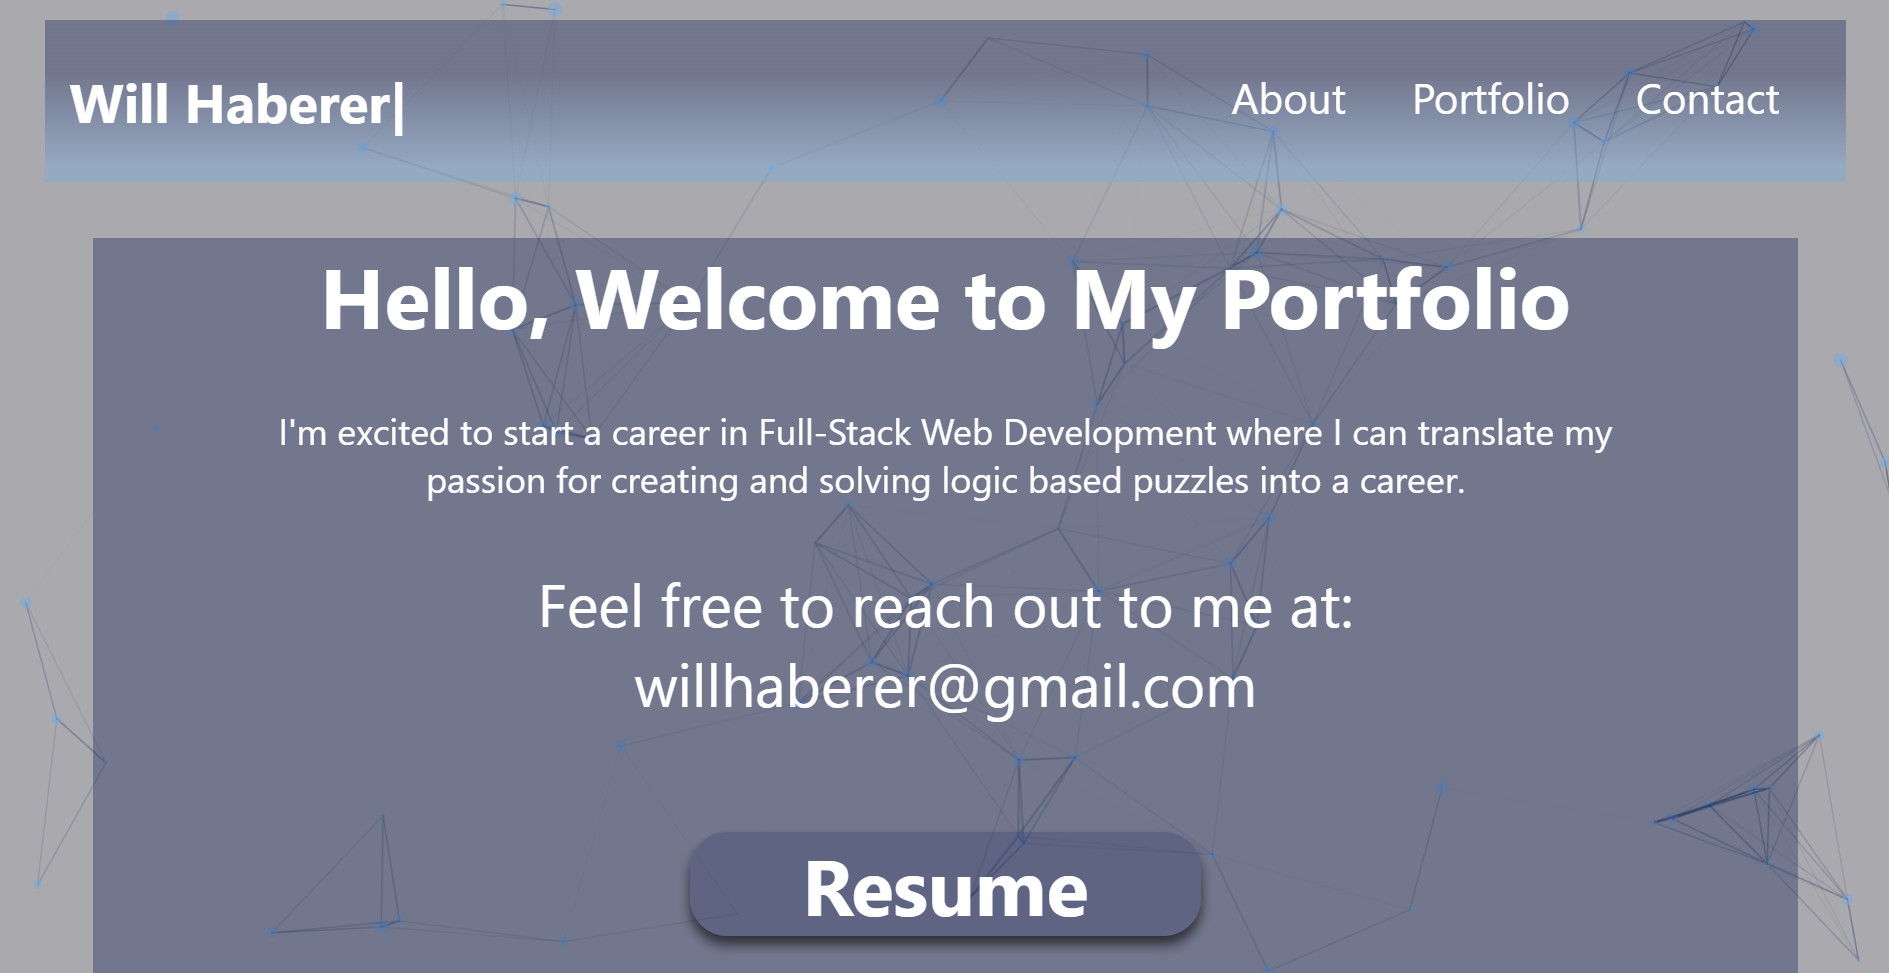 Will Haberer|
About Portfolio Contact
Hello, Welcome to My Portfolio
I'm excited to start a career in Full-Stack Web Development where I can translate my
passion for creating and solving logic based puzzles into a career.
Feel free to reach out to me at:
willhaberer@gmail.com
Resume